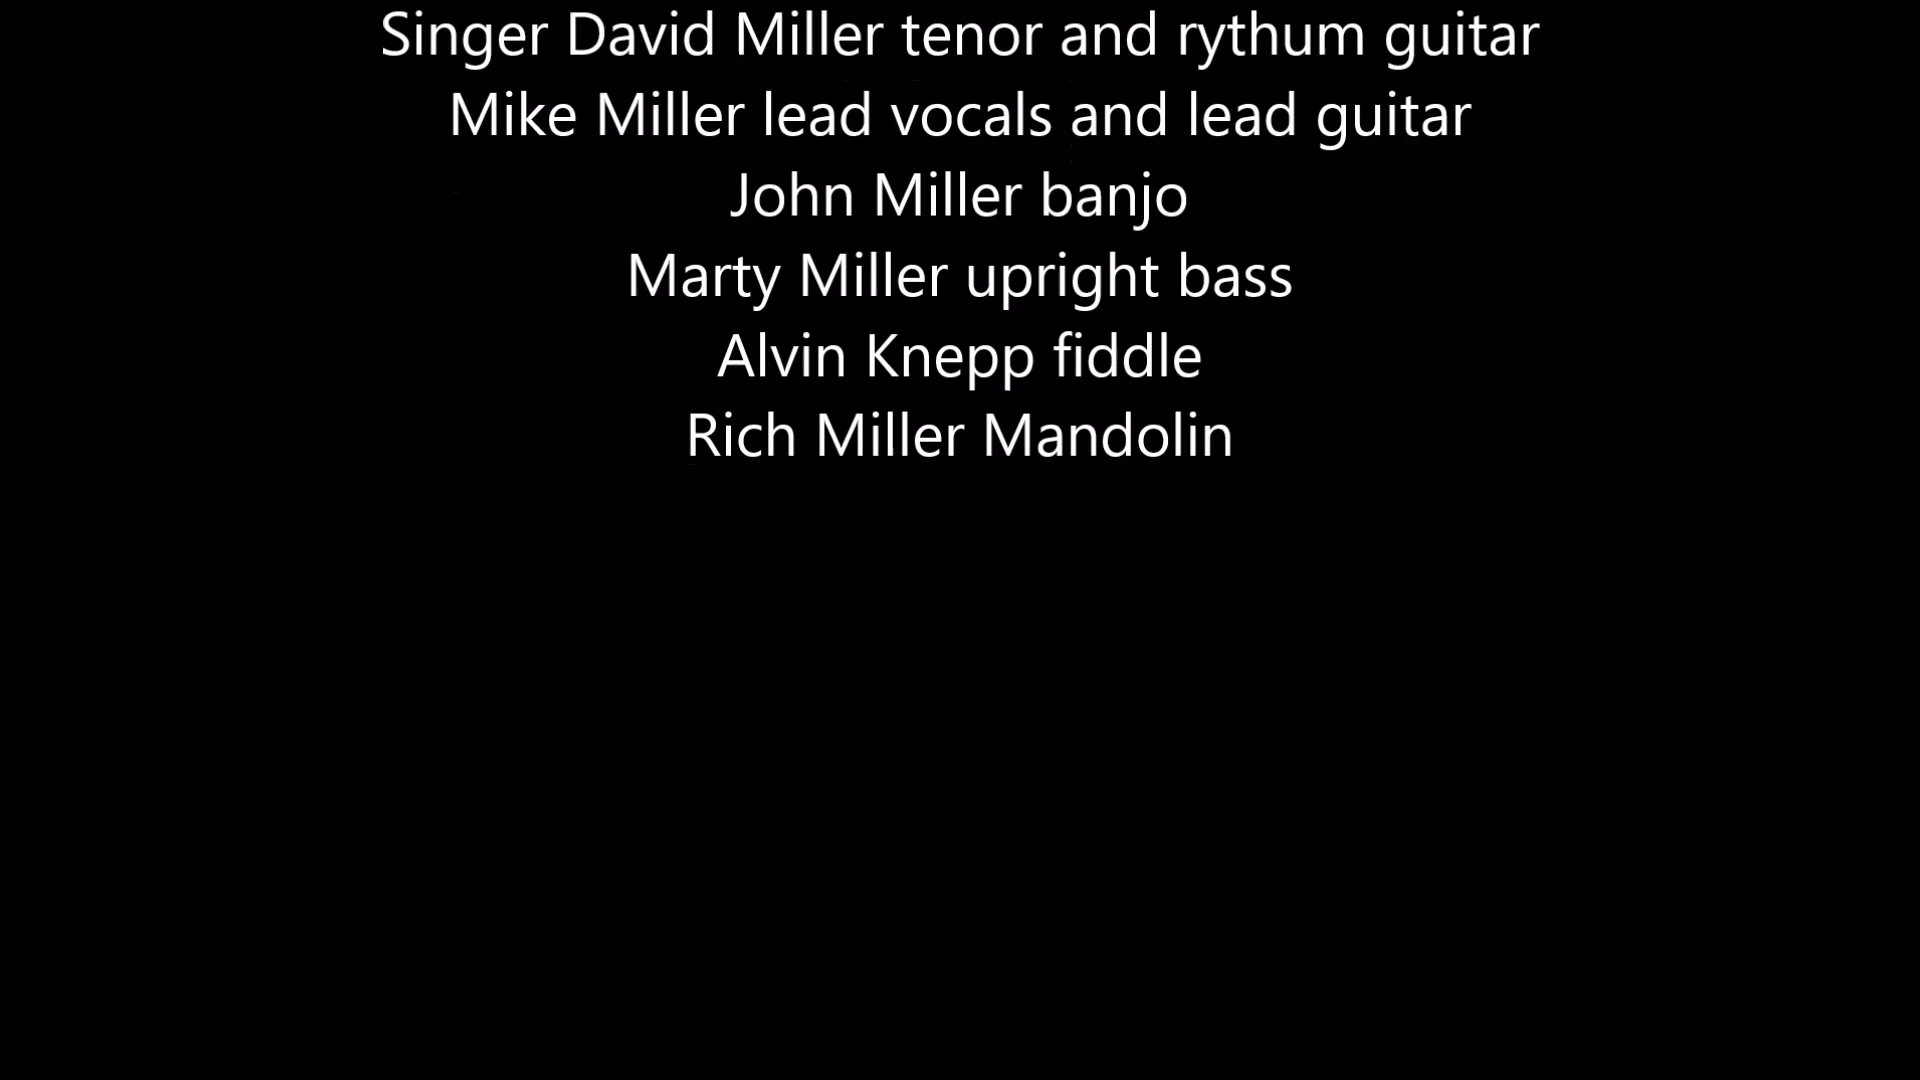 Singer David Miller tenor and rythum guitar
Mike Miller lead vocals and lead guitar
John Miller banjo
Marty Miller upright bass
Alvin Knepp fiddle
Rich Miller Mandolin